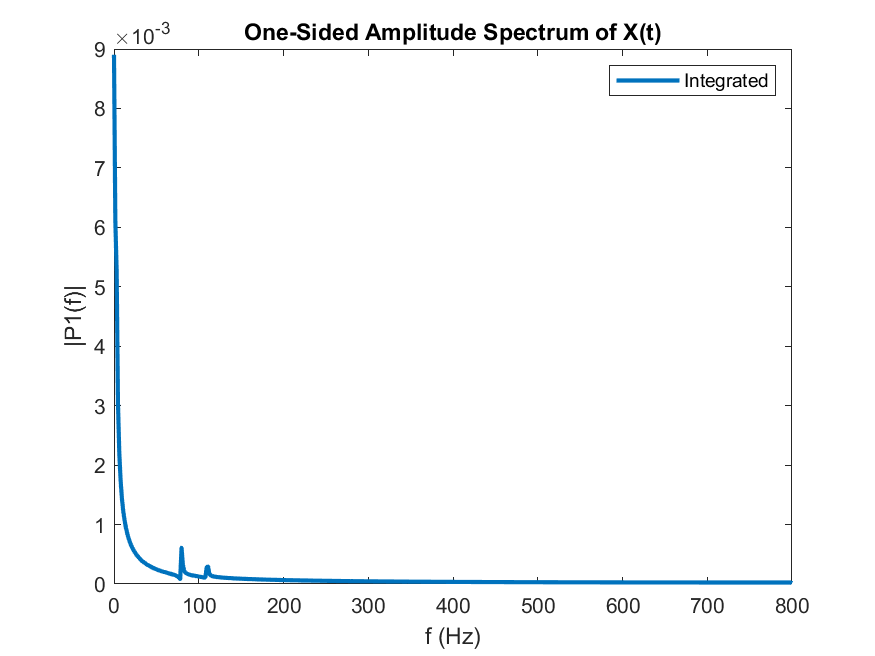 One-Sided Amplitude Spectrum of X(t)
×10⁻³
Integrated
9
8
7
6
5
4
3
2
1
0
|P1(f)|
0 100 200 300 400 500 600 700 800
f (Hz)